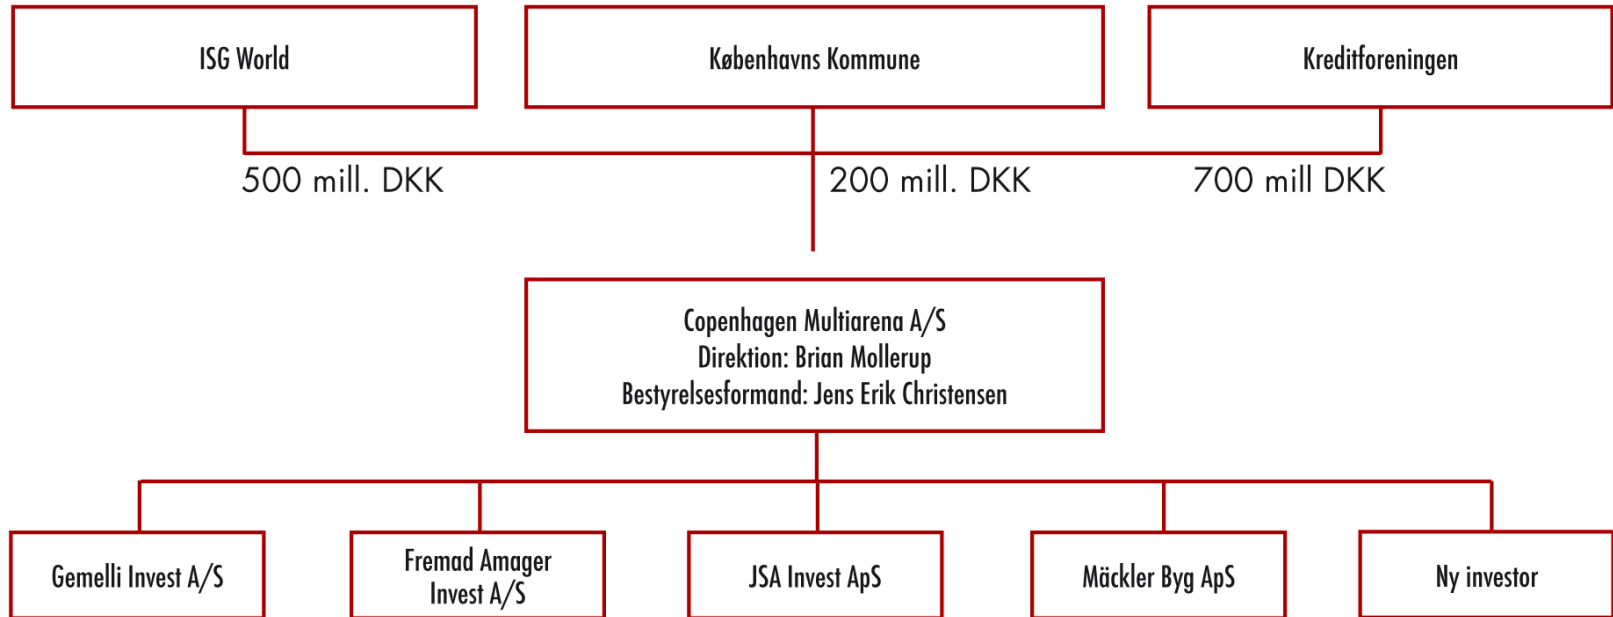 ISG World
Københavns Kommune
Kreditforeningen
500 mill. DKK
200 mill. DKK
700 mill DKK
Copenhagen Multiarena A/S
Direktion: Brian Mollerup
Bestyrelsesformand: Jens Erik Christensen
Gemelli Invest A/S
Fremad Amager
Invest A/S
JSA Invest ApS
Mäckler Byg ApS
Ny investor